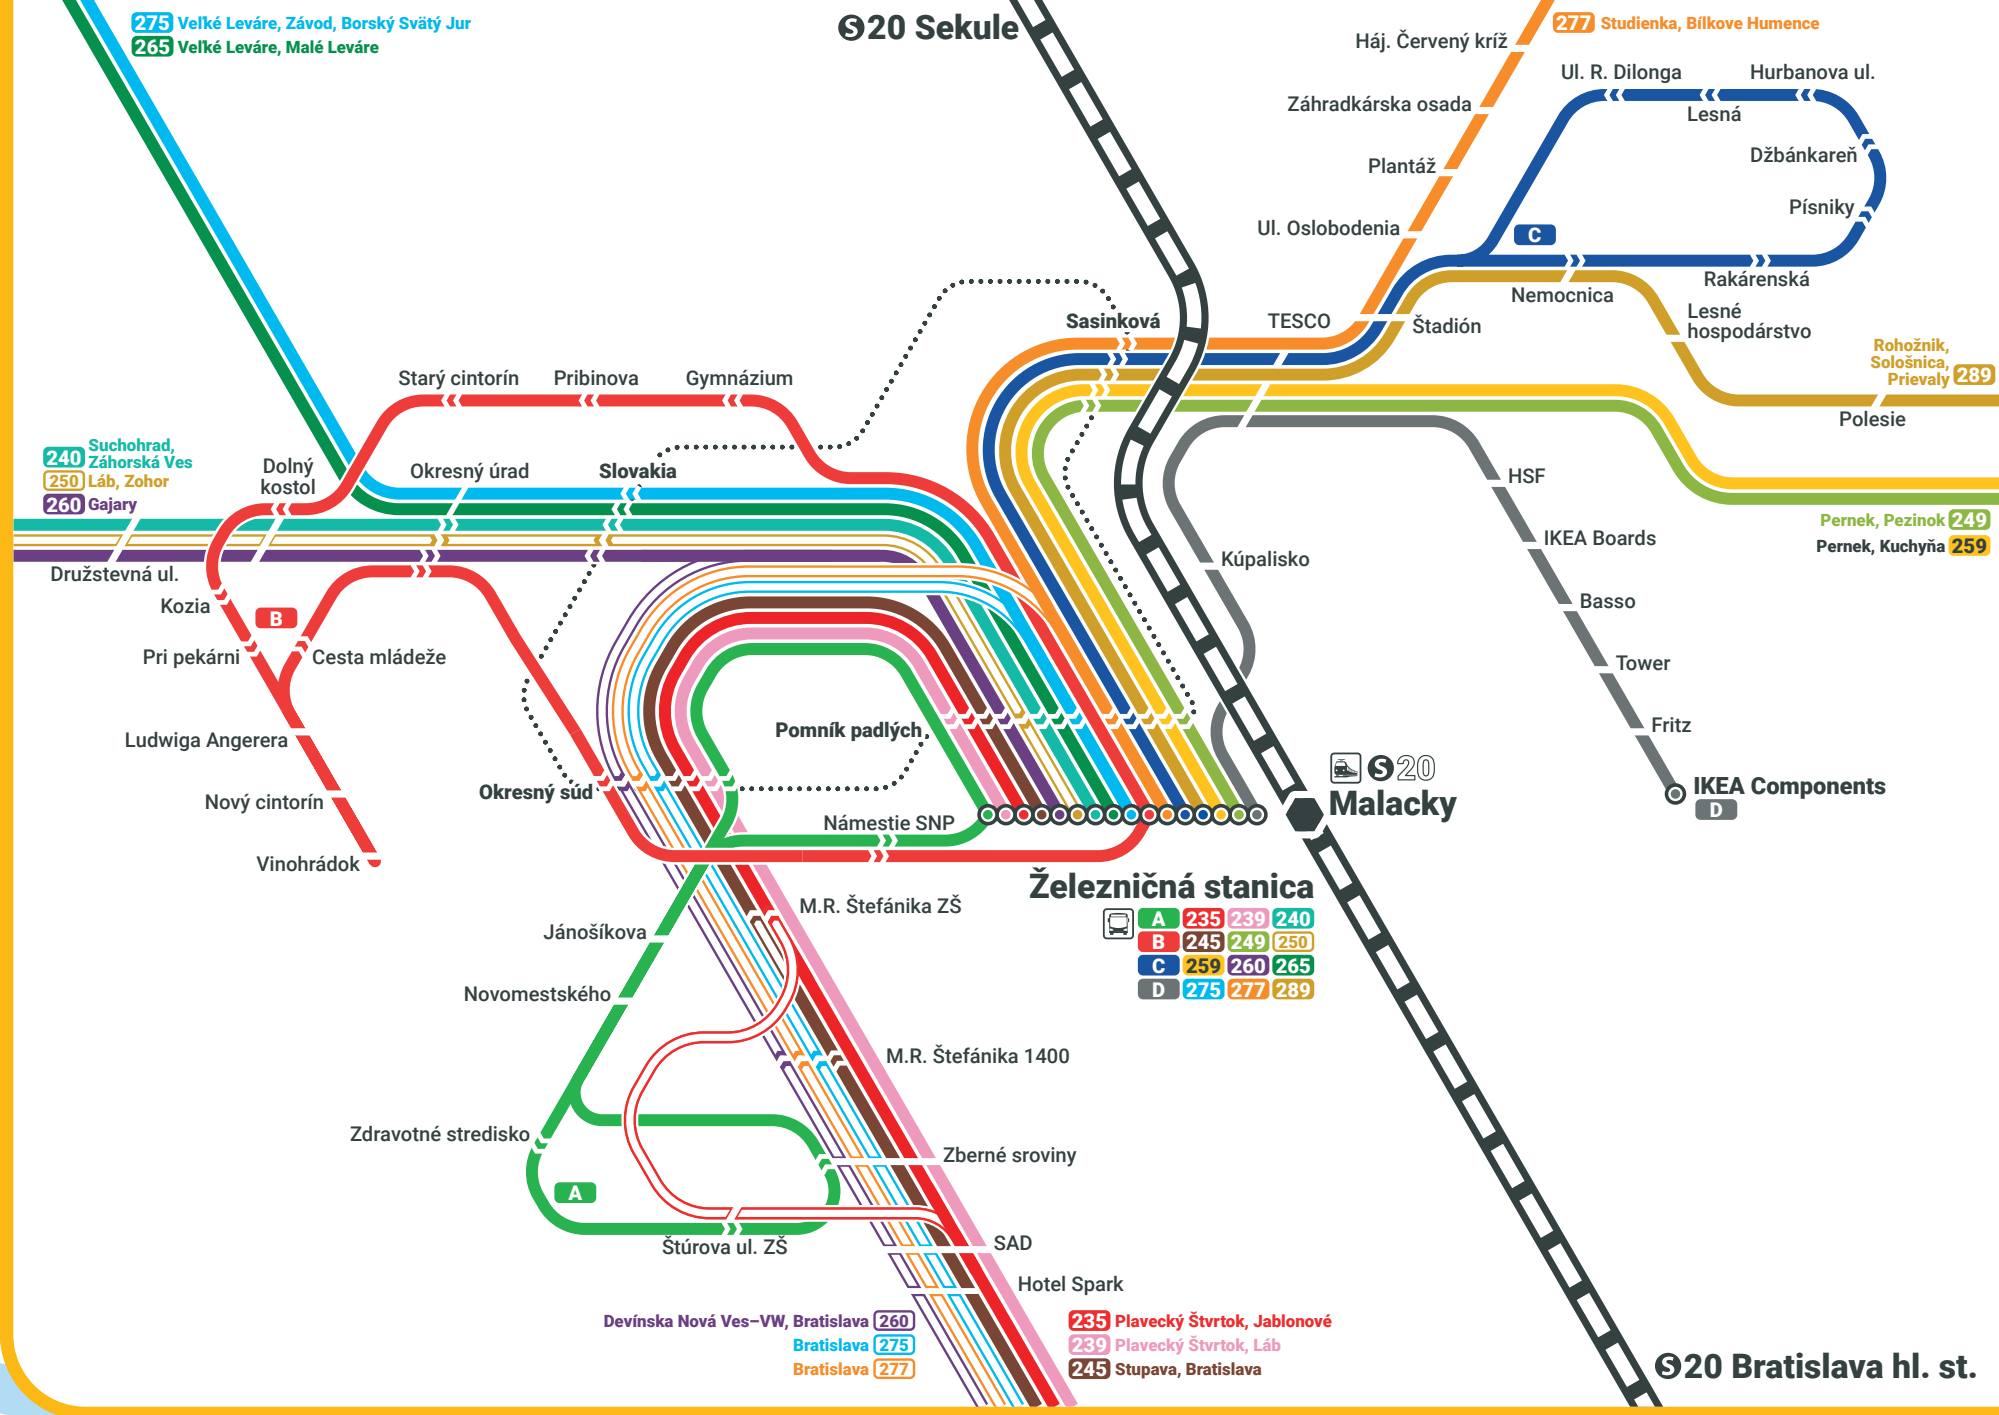 275 Veľké Leváre, Závod, Borský Svätý Jur
265 Veľké Leváre, Malé Leváre
S20 Sekule
277 Studienka, Bílkove Humence
Háj. Červený kríž
Ul. R. Dilonga
Hurbanova ul.
Záhradkárska osada
Lesná
Džbánkareň
Plantáž
Písniky
Ul. Oslobodenia
C
Rakárenská
Nemocnica
Sasinková
TESCO
Štadión
Lesné
hospodárstvo
Rohožník,
Sološnica,
Prievaly 289
Polesie
Starý cintorín
Pribinova
Gymnázium
240 Suchohrad,
Záhorská Ves
250 Láb, Zohor
260 Gajary
Dolný
kostol
Okresný úrad
Slovakia
HSF
Pernek, Pezinok 249
Pernek, Kuchyňa 259
IKEA Boards
Kúpalisko
Družstevná ul.
Kozia
Basso
B
Pri pekárni
Cesta mládeže
Tower
Ludwiga Angerera
Pomník padlých
Fritz
Okresný súd
S20
Malacky
IKEA Components
D
Nový cintorín
Námestie SNP
Vinohrádok
Železničná stanica
A 235 239 240
B 245 249 250
C 259 260 265
D 275 277 289
M.R. Štefánika ZŠ
Jánošíkova
Novomestského
M.R. Štefánika 1400
Zdravotné stredisko
Zberné sroviny
A
Štúrova ul. ZŠ
SAD
Hotel Spark
Devínska Nová Ves–VW, Bratislava 260
Bratislava 275
Bratislava 277
235 Plavecký Štvrtok, Jablonové
239 Plavecký Štvrtok, Láb
245 Stupava, Bratislava
S20 Bratislava hl. st.